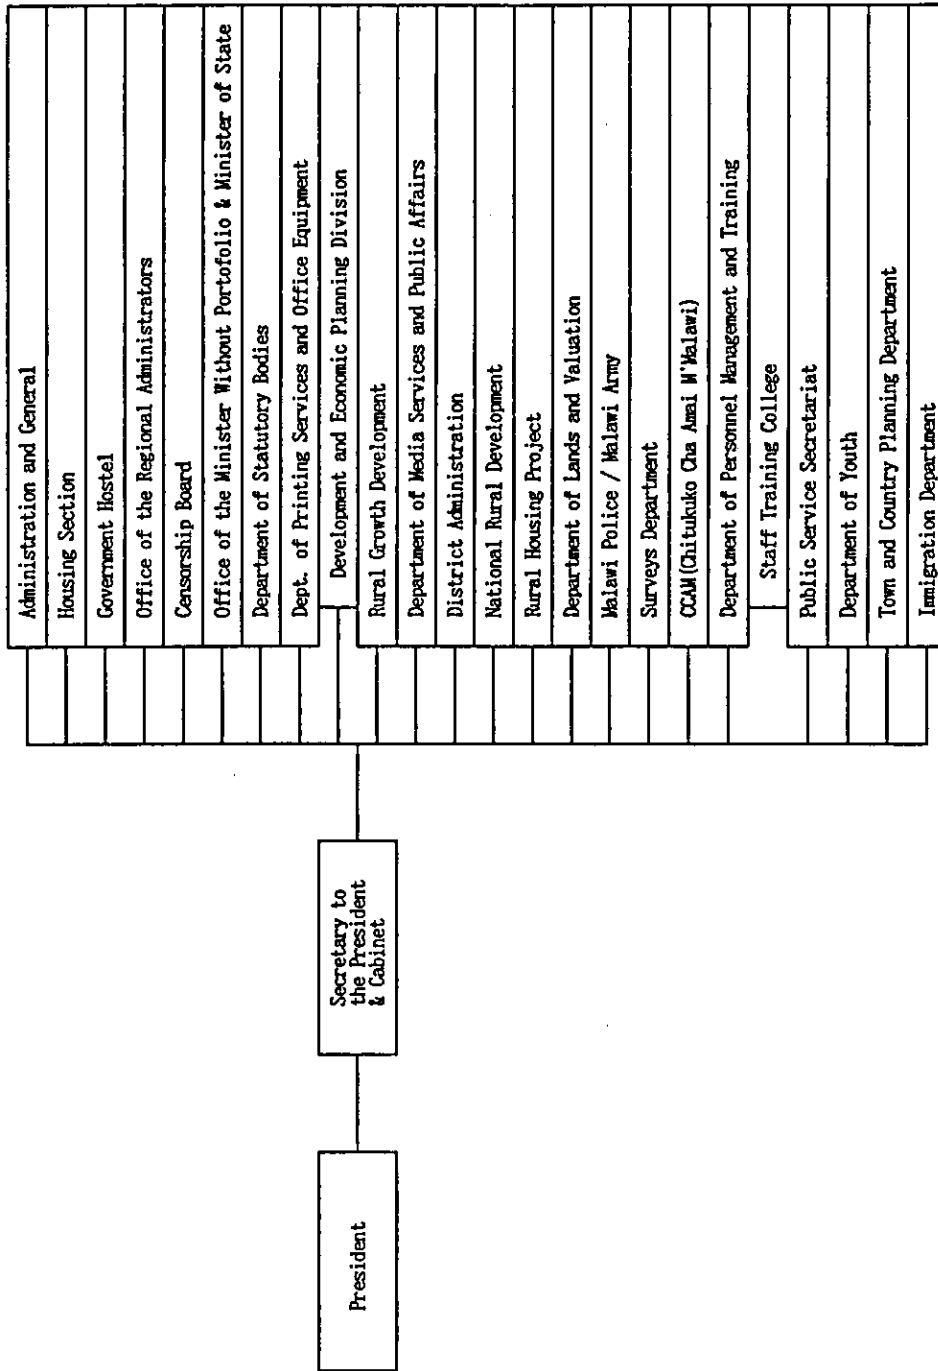 President
Secretary to
the President
& Cabinet
Administration and General
Housing Section
Government Hostel
Office of the Regional Administrators
Censorship Board
Office of the Minister Without Portofolio & Minister of State
Department of Statutory Bodies
Dept. of Printing Services and Office Equipment
Development and Economic Planning Division
Rural Growth Development
Department of Media Services and Public Affairs
District Administration
National Rural Development
Rural Housing Project
Department of Lands and Valuation
Malawi Police / Malawi Army
Surveys Department
CCAM(Chitukuko Cha Amai M'Malawi)
Department of Personnel Management and Training
Staff Training College
Public Service Secretariat
Department of Youth
Town and Country Planning Department
Immigration Department